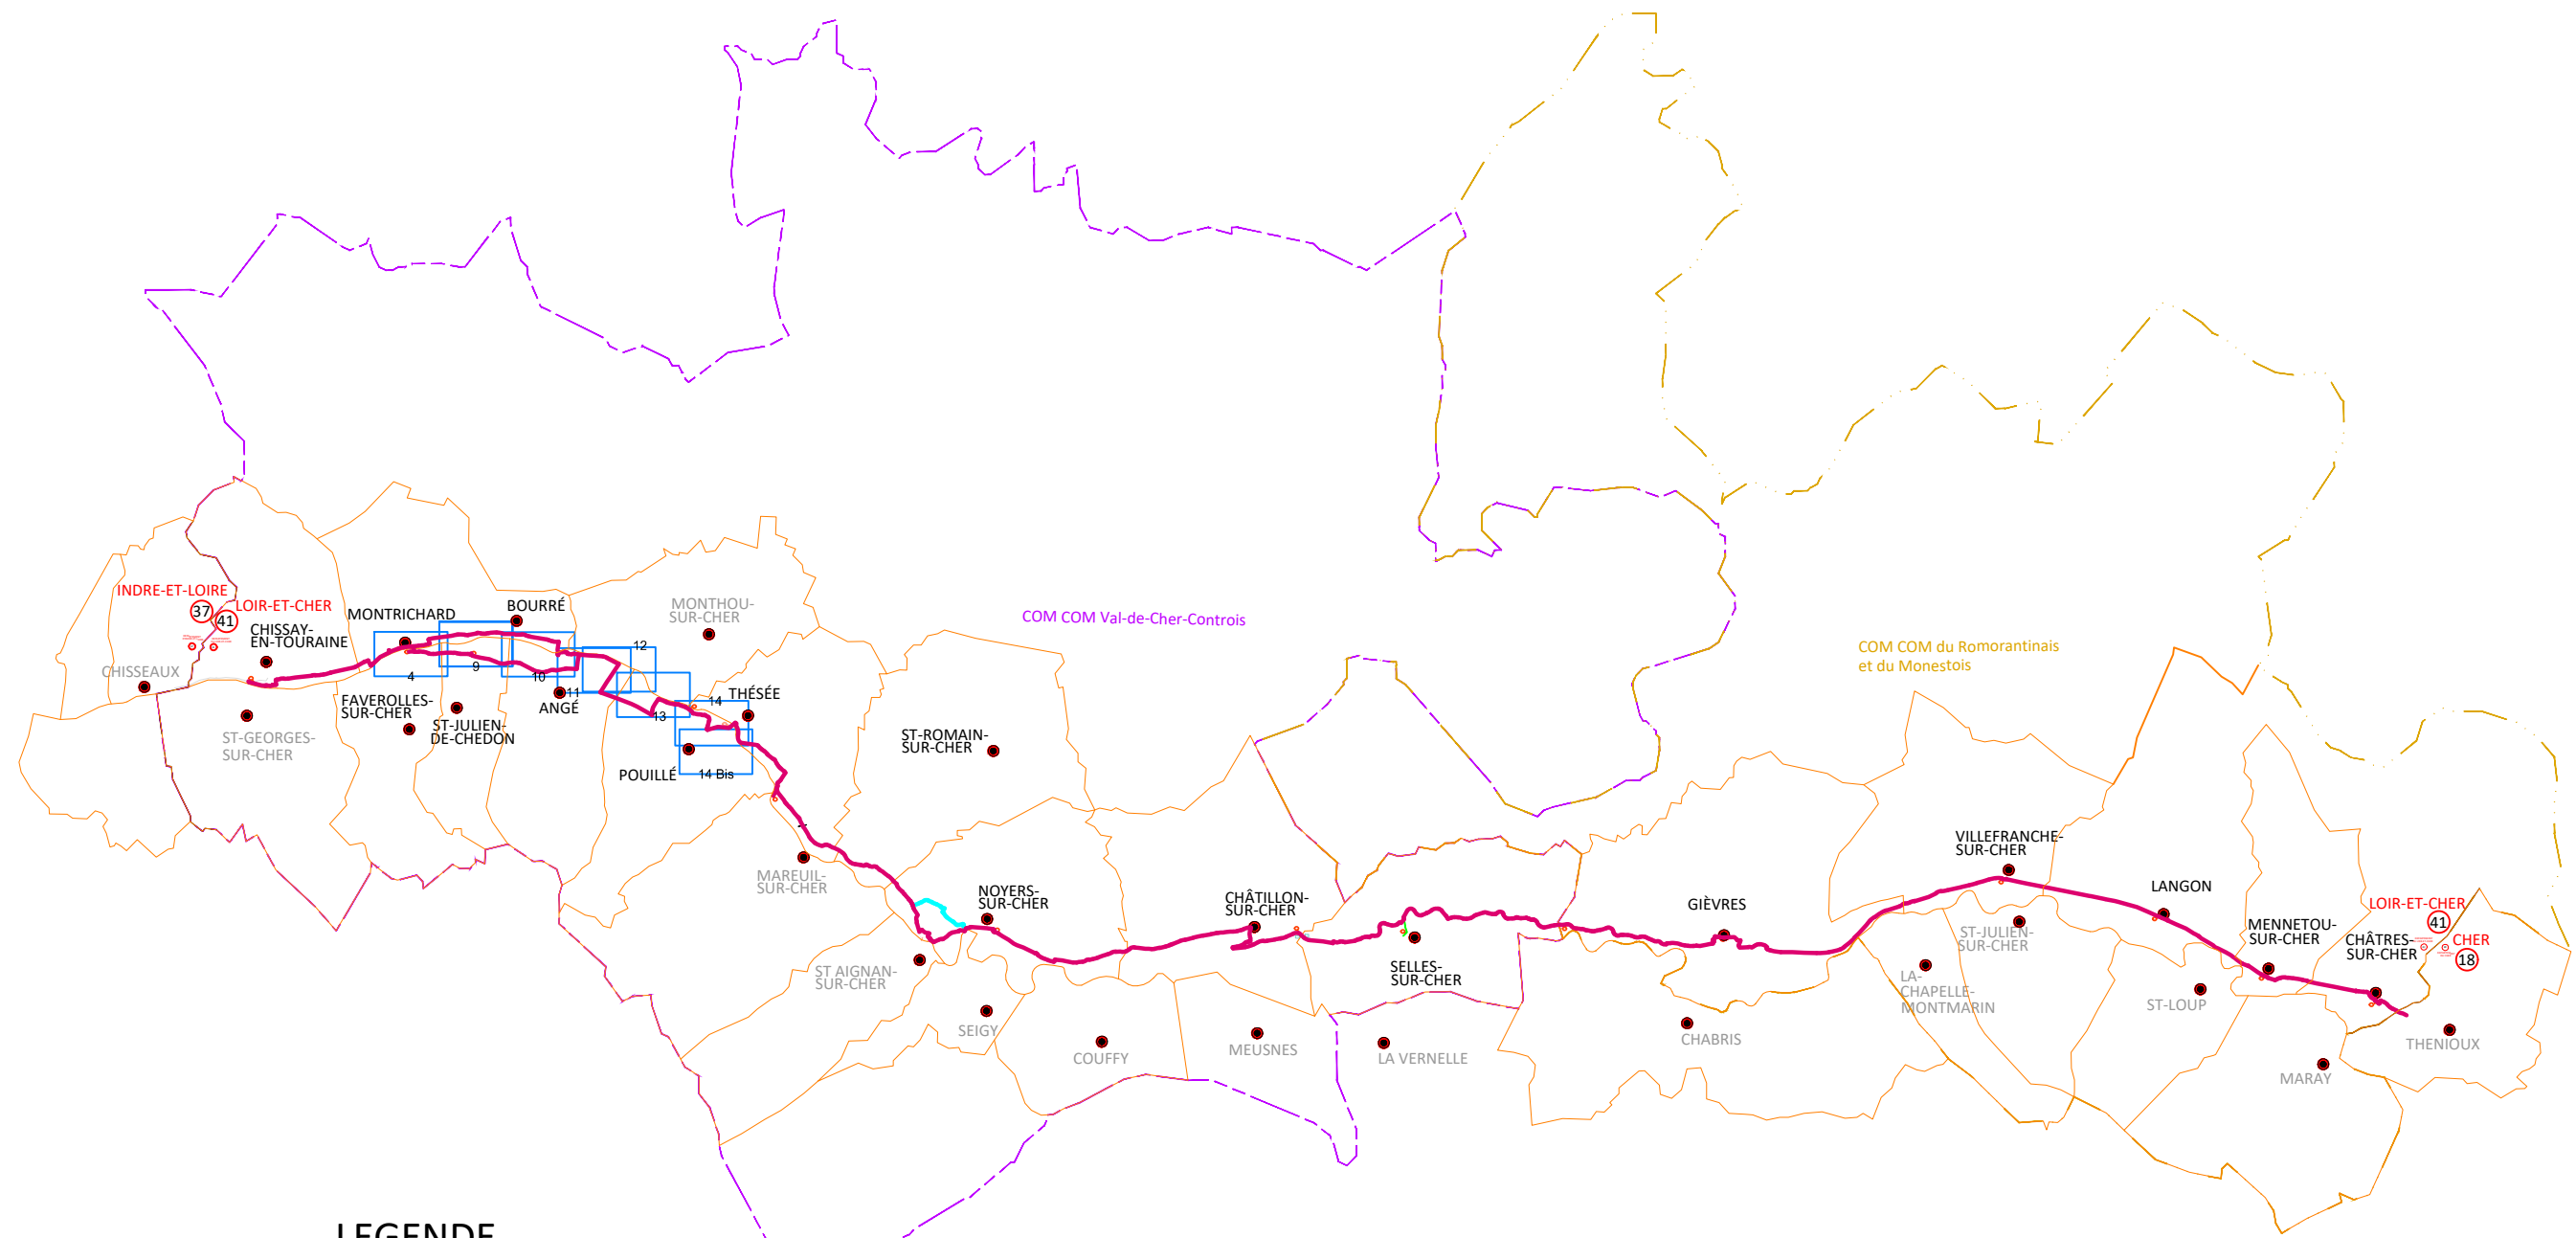 INDRE-ET-LOIRE
37
LOIR-ET-CHER
41
CHISSAY-
EN-TOURAINE
CHISSEAUX
ST-GEORGES-
SUR-CHER
MONTRICHARD
BOURRÉ
4
9
10
11
12
13
14
14 Bis
FAVEROLLES-
SUR-CHER
ST-JULIEN-
DE-CHEDON
ANGÉ
MONTHOU-
SUR-CHER
THÉSÉE
POUILLÉ
MAREUIL-
SUR-CHER
COM COM Val-de-Cher-Controis
ST-ROMAIN-
SUR-CHER
NOYERS-
SUR-CHER
ST AIGNAN-
SUR-CHER
SEIGY
COUFFY
CHÂTILLON-
SUR-CHER
MEUSNES
SELLES-
SUR-CHER
LA VERNELLE
COM COM du Romorantinais
et du Monestois
GIÈVRES
CHABRIS
VILLEFRANCHE-
SUR-CHER
ST-JULIEN-
SUR-CHER
LA-
CHAPELLE-
MONTMARIN
LANGON
ST-LOUP
MENNETOU-
SUR-CHER
CHÂTRES-
SUR-CHER
LOIR-ET-CHER
41
CHER
18
THENIOUX
MARAY
LEGENDE